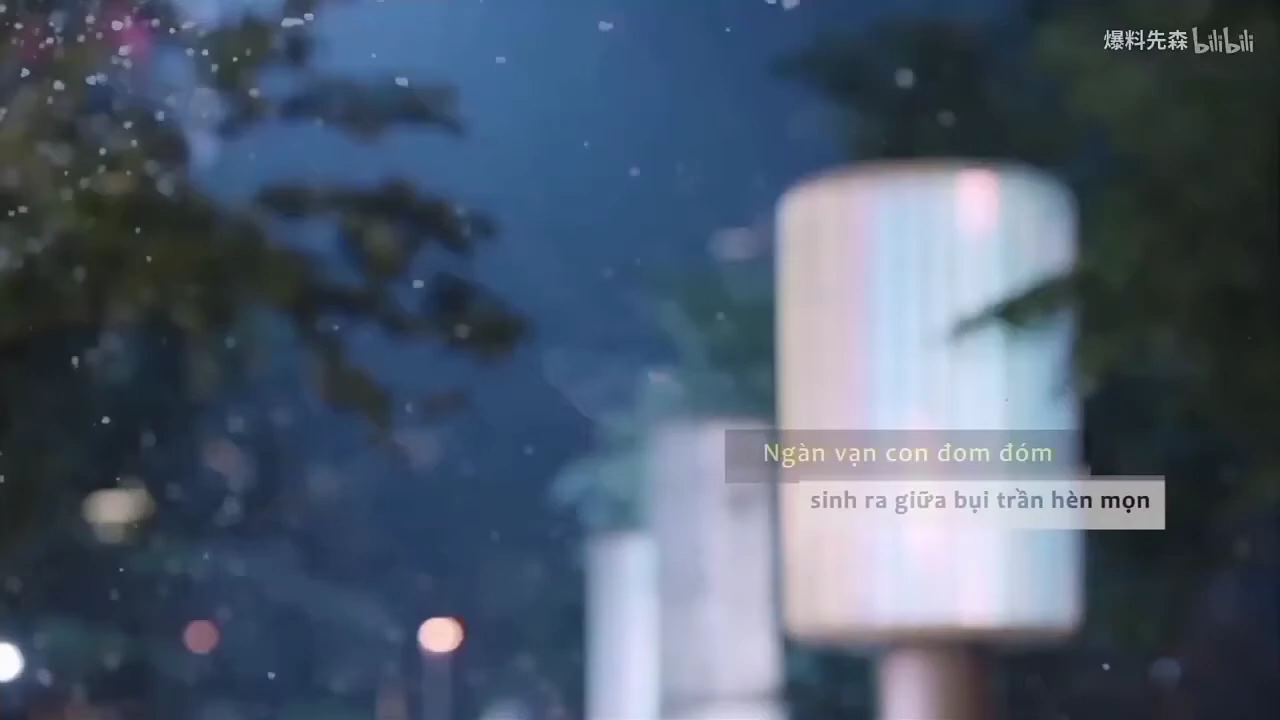 爆料先森 bilibili
Ngàn vạn con đom đóm
sinh ra giữa bụi trần hèn mọn